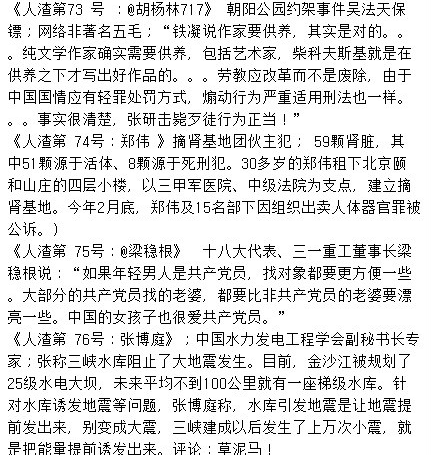 《人渣第73 号 ：@胡杨林717》 朝阳公园约架事件吴法天保
镖；网络非著名五毛；“铁凝说作家要供养，其实是对的。。
。纯文学作家确实需要供养，包括艺术家，柴科夫斯基就是在
供养之下才写出好作品的。。。劳教应改革而不是废除，由于
中国国情应有轻罪处罚方式，煽动行为严重适用刑法也一样。
。。事实很清楚，张研击毙歹徒行为正当！”
《人渣第 74号：郑伟 》摘肾基地团伙主犯； 59颗肾脏，其
中51颗源于活体、8颗源于死刑犯。30多岁的郑伟租下北京颐
和山庄的四层小楼，以三甲军医院、中级法院为支点，建立摘
肾基地。今年2月底，郑伟及15名部下因组织出卖人体器官罪被
公诉。)
《人渣第 75号：@梁稳根》  十八大代表、三一重工董事长梁
稳根说：“如果年轻男人是共产党员，找对象都要更方便一些
。大部分的共产党员找的老婆，都要比非共产党员的老婆要漂
亮一些。中国的女孩子也很爱共产党员。”
《人渣第 76号：张博庭》；中国水力发电工程学会副秘书长专
家；张称三峡水库阻止了大地震发生。目前，金沙江被规划了
25级水电大坝，未来平均不到100公里就有一座梯级水库。针
对水库诱发地震等问题，张博庭称，水库引发地震是让地震提
前发出来，别变成大震，三峡建成以后发生了上万次小震，就
是把能量提前诱发出来。评论：草泥马！